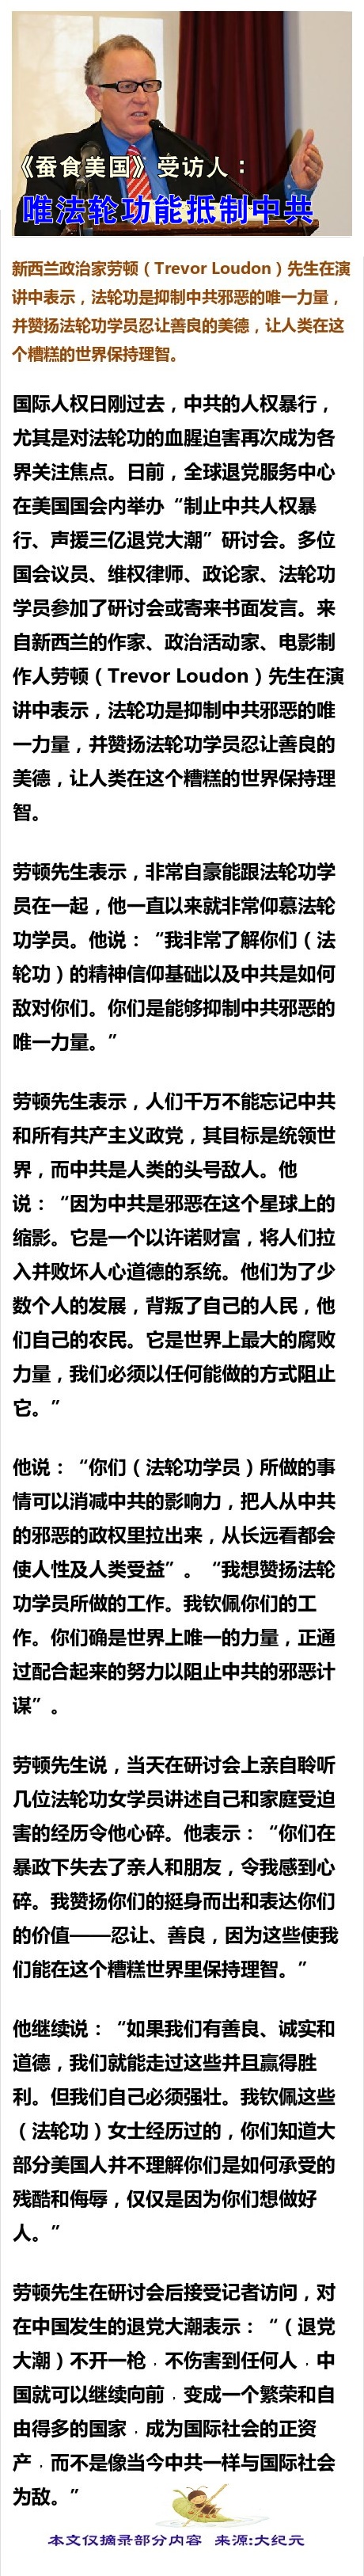 《蚕食美国》受访人：
唯法轮功能抵制中共
新西兰政治家劳顿（Trevor Loudon）先生在演
讲中表示，法轮功是抑制中共邪恶的唯一力量，
并赞扬法轮功学员忍让善良的美德，让人类在这
个糟糕的世界保持理智。
国际人权日刚过去，中共的人权暴行，
尤其是对法轮功的血腥迫害再次成为各
界关注焦点。日前，全球退党服务中心
在美国国会内举办“制止中共人权暴
行、声援三亿退党大潮”研讨会。多位
国会议员、维权律师、政论家、法轮功
学员参加了研讨会或寄来书面发言。来
自新西兰的作家、政治活动家、电影制
作人劳顿（Trevor Loudon）先生在演
讲中表示，法轮功是抑制中共邪恶的唯
一力量，并赞扬法轮功学员忍让善良的
美德，让人类在这个糟糕的世界保持理
智。
劳顿先生表示，非常自豪能跟法轮功学
员在一起，他一直以来就非常仰慕法轮
功学员。他说：“我非常了解你们（法
轮功）的精神信仰基础以及中共是如何
敌对你们。你们是能够抑制中共邪恶的
唯一力量。”
劳顿先生表示，人们千万不能忘记中共
和所有共产主义政党，其目标是统领世
界，而中共是人类的头号敌人。他
说：“因为中共是邪恶在这个星球上的
缩影。它是一个以许诺财富，将人们拉
入并败坏人心道德的系统。他们为了少
数个人的发展，背叛了自己的人民，他
们自己的农民。它是世界上最大的腐败
力量，我们必须以任何能做的方式阻止
它。”
他说：“你们（法轮功学员）所做的事
情可以消减中共的影响力，把人从中共
的邪恶的政权里拉出来，从长远看都会
使人性及人类受益”。“我想赞扬法轮
功学员所做的工作。我钦佩你们的工
作。你们确是世界上唯一的力量，正通
过配合起来的努力以阻止中共的邪恶计
谋”。
劳顿先生说，当天在研讨会上亲自聆听
几位法轮功女学员讲述自己和家庭受迫
害的经历令他心碎。他表示：“你们在
暴政下失去了亲人和朋友，令我感到心
碎。我赞扬你们的挺身而出和表达你们
的价值——忍让、善良，因为这些使我
们能在这个糟糕世界里保持理智。”
他继续说：“如果我们有善良、诚实和
道德，我们就能走过这些并且赢得胜
利。但我们自己必须强壮。我钦佩这些
（法轮功）女士经历过的，你们知道大
部分美国人并不理解你们是如何承受的
残酷和侮辱，仅仅是因为你们想做好
人。”
劳顿先生在研讨会后接受记者访问，对
在中国发生的退党大潮表示：“（退党
大潮）不开一枪，不伤害到任何人，中
国就可以继续向前，变成一个繁荣和自
由得多的国家，成为国际社会的正资
产，而不是像当今中共一样与国际社会
为敌。”
本文仅摘录部分内容 来源:大纪元